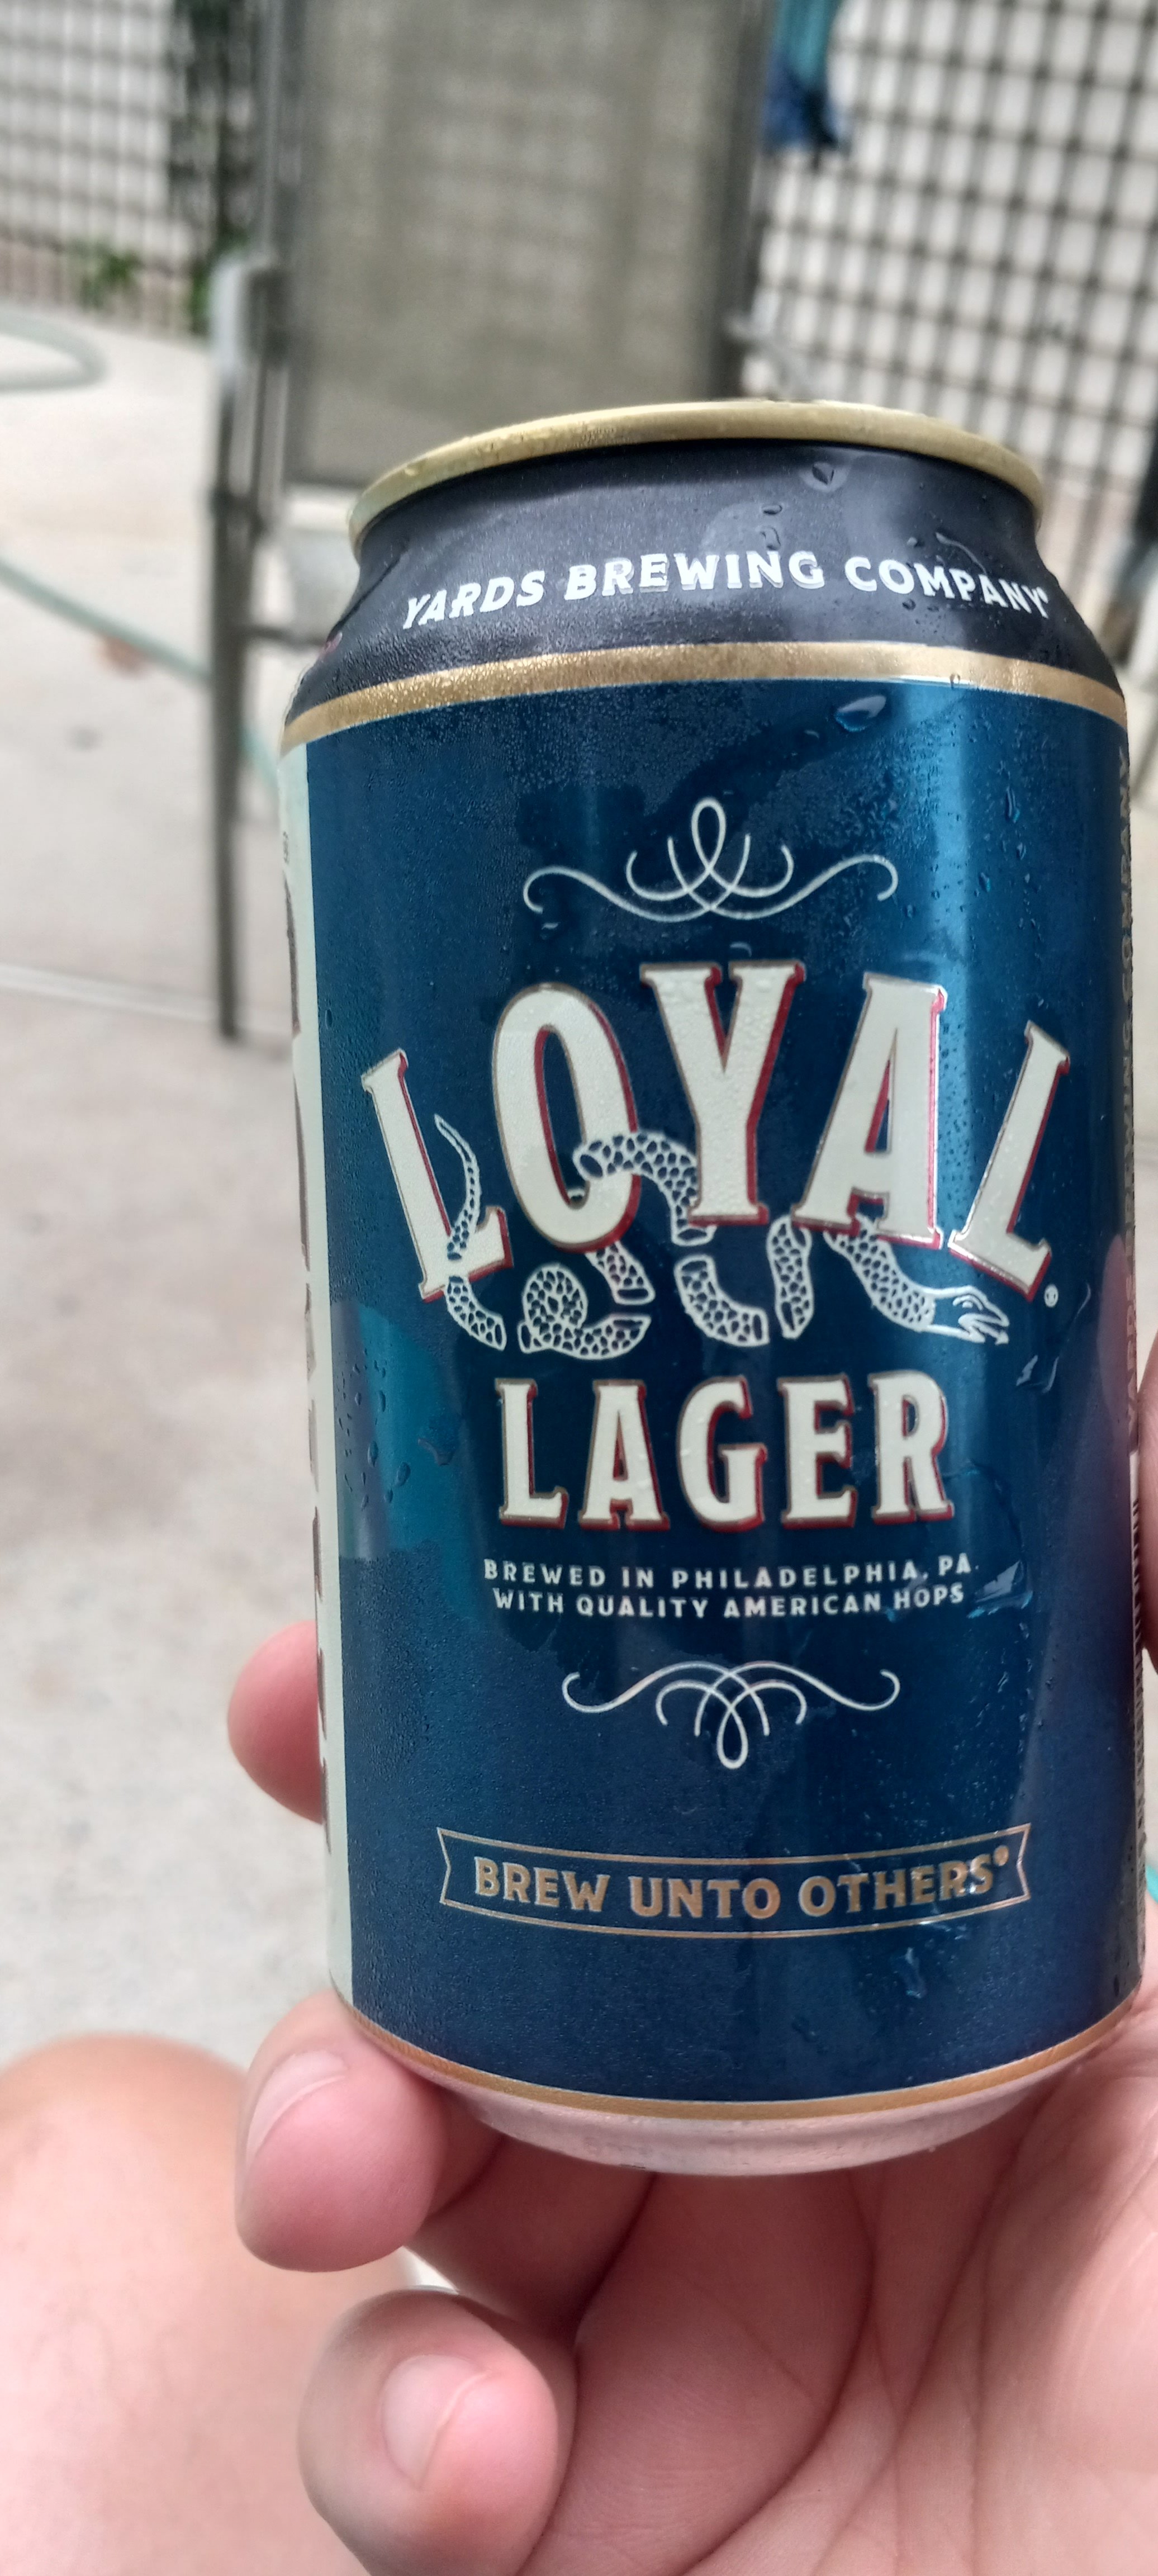 YARDS BREWING COMPANY®
LOYAL®
LAGER
BREWED IN PHILADELPHIA, PA
WITH QUALITY AMERICAN HOPS
BREW UNTO OTHERS®